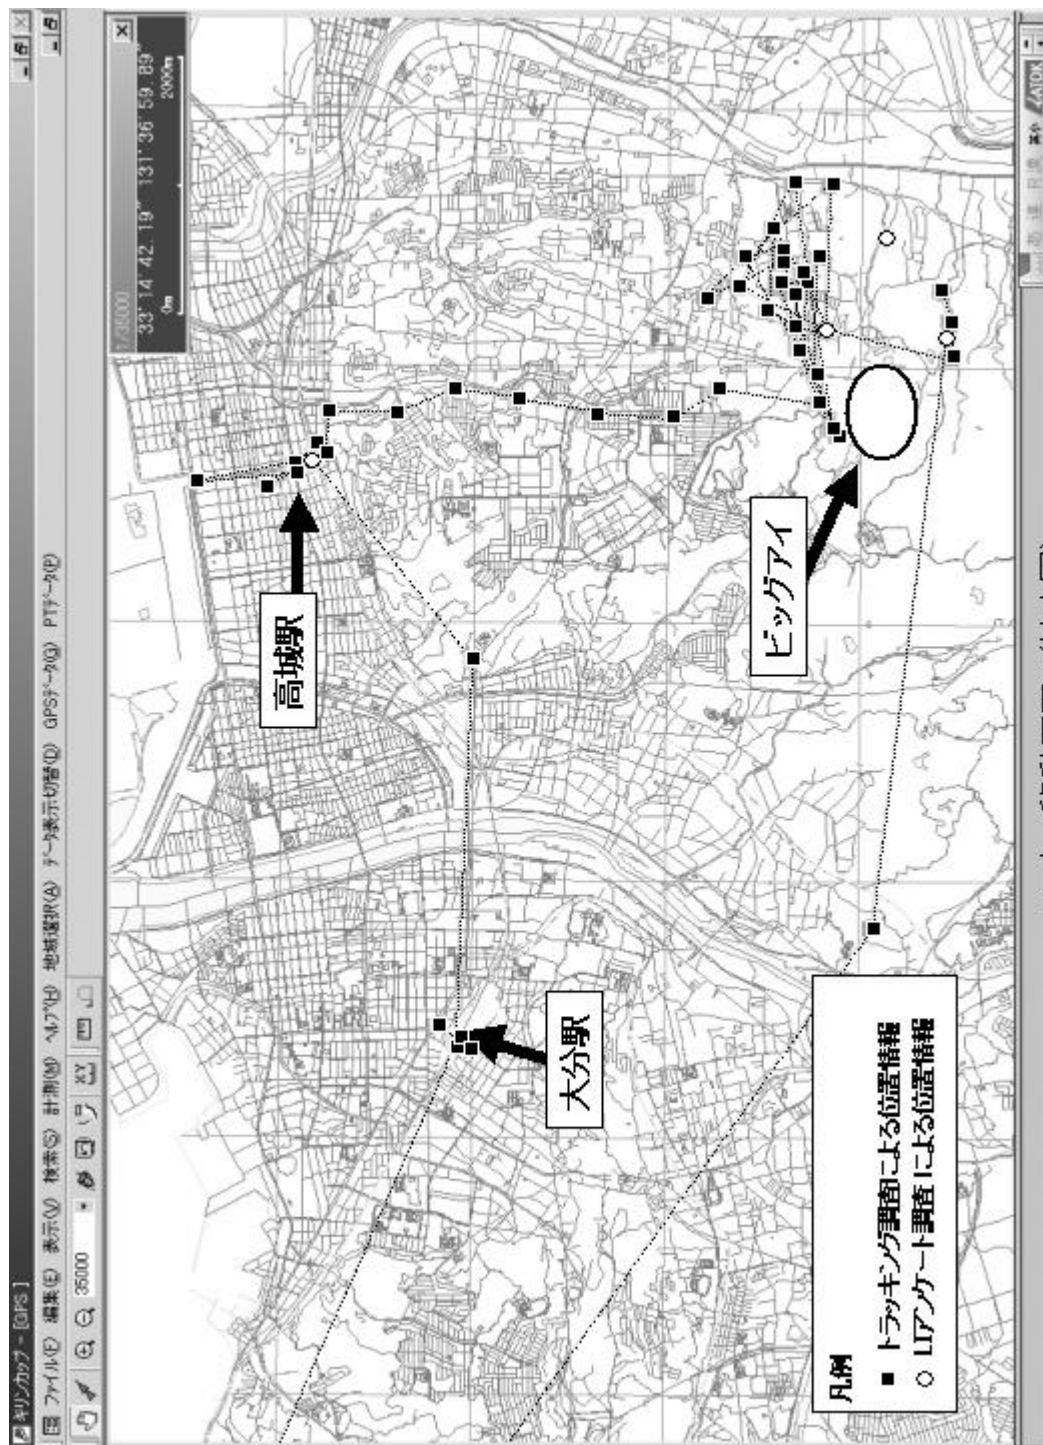 キリンカップ - [GPS ]
ファイル(F) 編集(E) 表示(V) 検索(S) 計測(M) ヘルプ(H) 地域選択(A) データ表示切替(D) GPSデータ(G) PTデータ(P)
35000
XY
1/35000
33° 14' 42. 19" 131° 36' 59. 89"
0m 2000m
高城駅
大分駅
ビッグアイ
凡例
■ トラッキング調査による位置情報
○ LIアンケート調査による位置情報